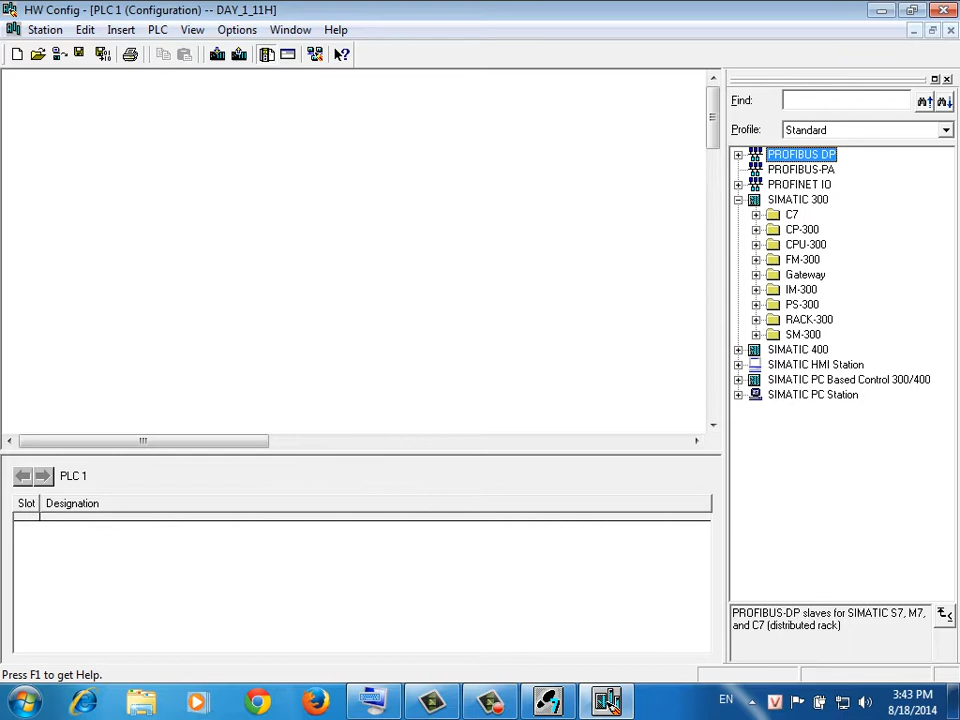 HW Config - [PLC 1 (Configuration) -- DAY_1_11H]
Station Edit Insert PLC View Options Window Help
Find:
Profile: Standard
PROFIBUS DP
PROFIBUS-PA
PROFINET IO
SIMATIC 300
C7
CP-300
CPU-300
FM-300
Gateway
IM-300
PS-300
RACK-300
SM-300
SIMATIC 400
SIMATIC HMI Station
SIMATIC PC Based Control 300/400
SIMATIC PC Station
PLC 1
Slot Designation
PROFIBUS-DP slaves for SIMATIC S7, M7,
and C7 (distributed rack)
Press F1 to get Help.
EN
3:43 PM
8/18/2014